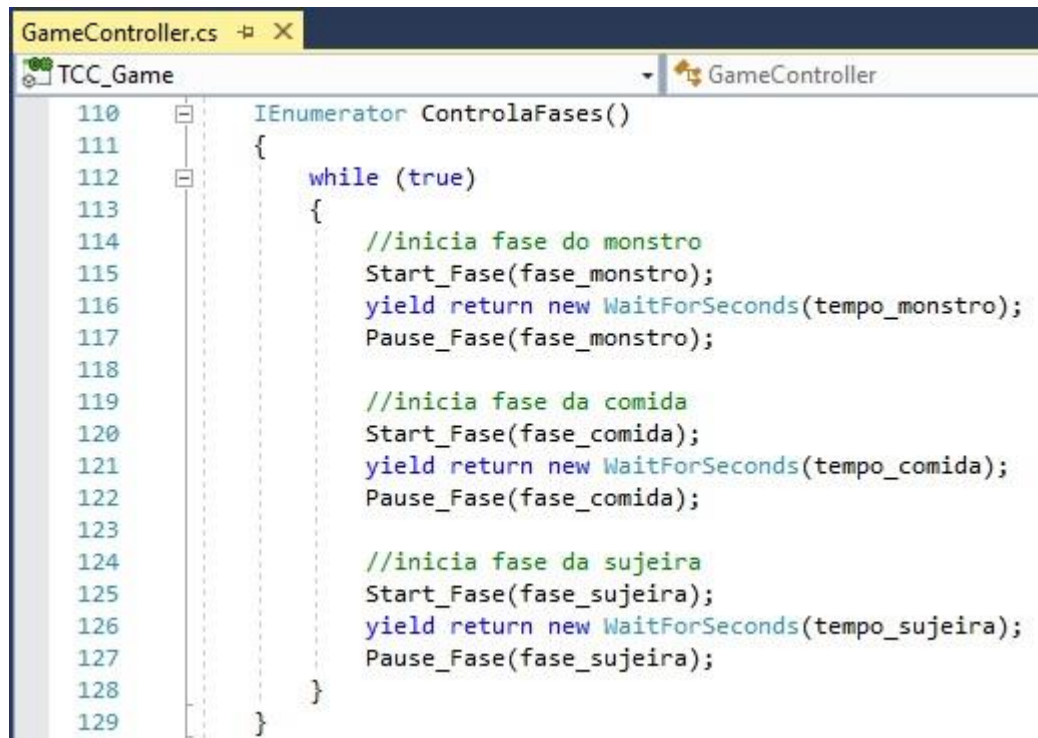 GameController.cs
TCC_Game GameController
110 IEnumerator ControlaFases()
111 {
112 while (true)
113 {
114 //inicia fase do monstro
115 Start_Fase(fase_monstro);
116 yield return new WaitForSeconds(tempo_monstro);
117 Pause_Fase(fase_monstro);
118
119 //inicia fase da comida
120 Start_Fase(fase_comida);
121 yield return new WaitForSeconds(tempo_comida);
122 Pause_Fase(fase_comida);
123
124 //inicia fase da sujeira
125 Start_Fase(fase_sujeira);
126 yield return new WaitForSeconds(tempo_sujeira);
127 Pause_Fase(fase_sujeira);
128 }
129 }